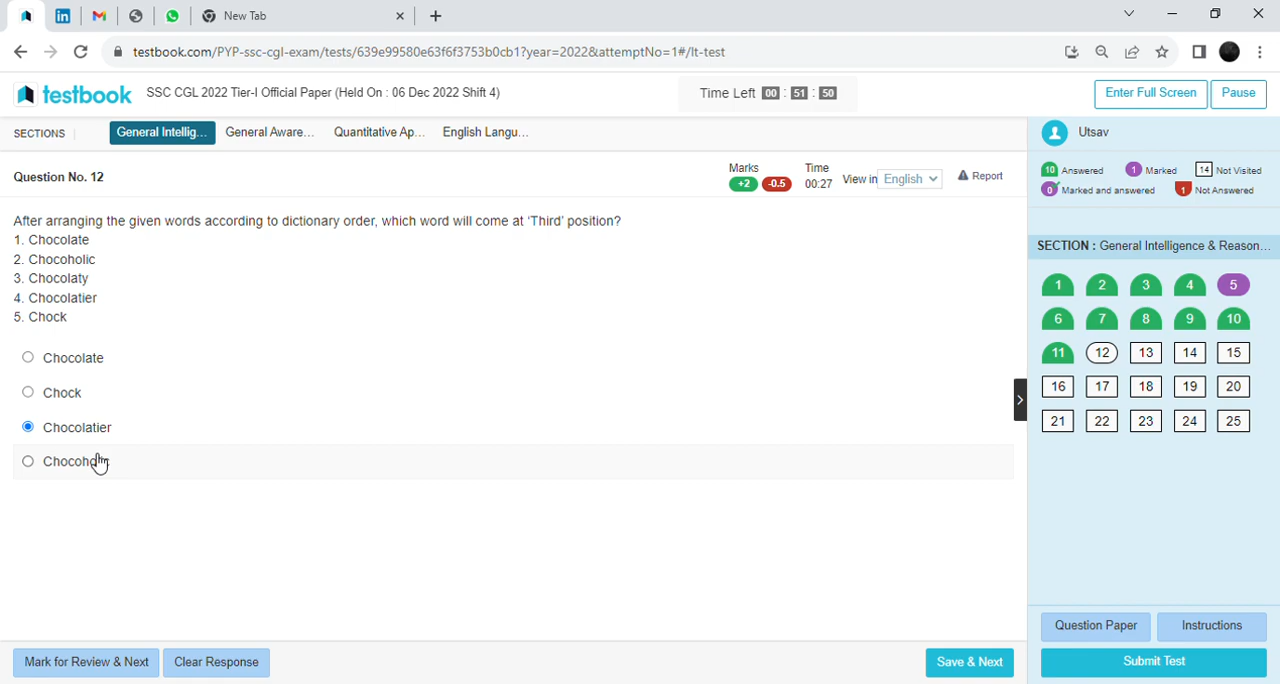 New Tab
testbook.com/PYP-ssc-cgl-exam/tests/639e99580e63f6f3753b0cb1?year=2022&attemptNo=1#/lt-test
testbook
SSC CGL 2022 Tier-I Official Paper (Held On : 06 Dec 2022 Shift 4)
Time Left 00 : 51 : 50
Enter Full Screen
Pause
SECTIONS
General Intellig...
General Aware...
Quantitative Ap...
English Langu...
Utsav
Question No. 12
Marks
+2 -0.5
Time
00:27
View in English
Report
10 Answered
1 Marked
14 Not Visited
0 Marked and answered
1 Not Answered
After arranging the given words according to dictionary order, which word will come at 'Third' position?
1. Chocolate
2. Chocoholic
3. Chocolaty
4. Chocolatier
5. Chock
Chocolate
Chock
Chocolatier
SECTION : General Intelligence & Reason...
1 2 3 4 5
6 7 8 9 10
11 12 13 14 15
16 17 18 19 20
21 22 23 24 25
Question Paper
Instructions
Mark for Review & Next
Clear Response
Save & Next
Submit Test